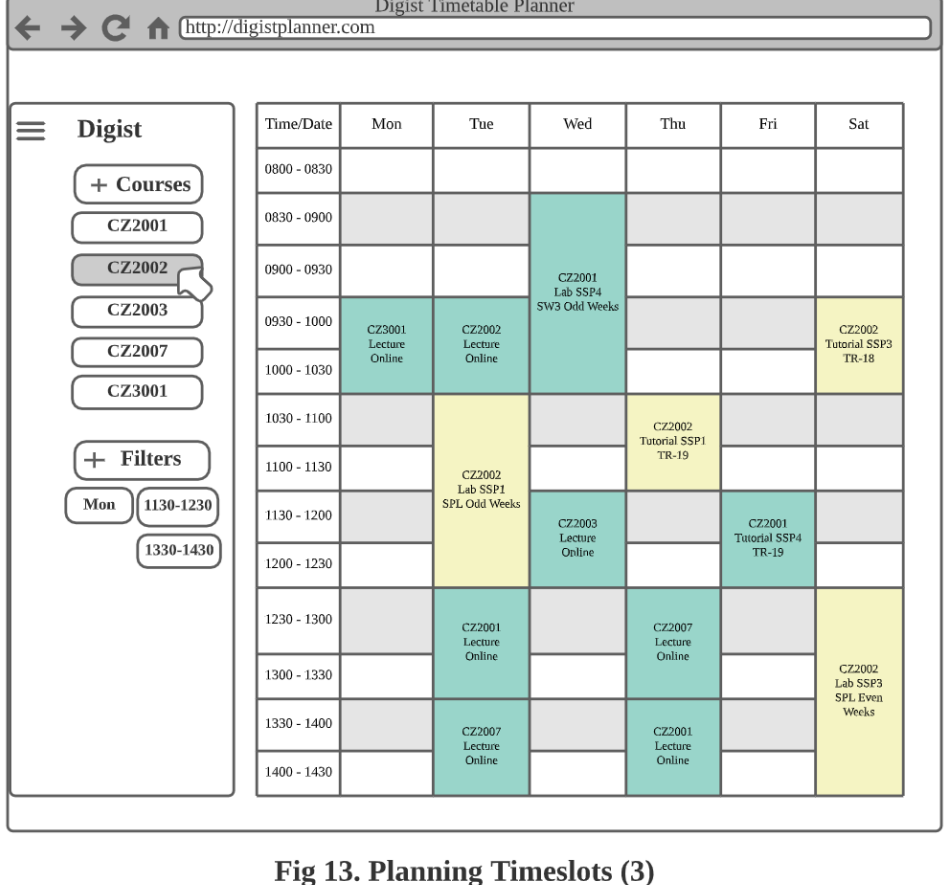 Digist Timetable Planner
http://digistplanner.com
Digist
+ Courses
CZ2001
CZ2002
CZ2003
CZ2007
CZ3001
+ Filters
Mon
1130-1230
1330-1430
Time/Date Mon Tue Wed Thu Fri Sat
0800 - 0830
0830 - 0900
0900 - 0930
CZ2001
Lab SSP4
SW3 Odd Weeks
0930 - 1000
CZ3001
Lecture
Online
CZ2002
Lecture
Online
CZ2002
Tutorial SSP3
TR-18
1000 - 1030
1030 - 1100
CZ2002
Tutorial SSP1
TR-19
1100 - 1130
CZ2002
Lab SSP1
SPL Odd Weeks
1130 - 1200
CZ2003
Lecture
Online
CZ2001
Tutorial SSP4
TR-19
1200 - 1230
1230 - 1300
CZ2001
Lecture
Online
CZ2007
Lecture
Online
1300 - 1330
CZ2002
Lab SSP3
SPL Even
Weeks
1330 - 1400
CZ2007
Lecture
Online
CZ2001
Lecture
Online
1400 - 1430
Fig 13. Planning Timeslots (3)